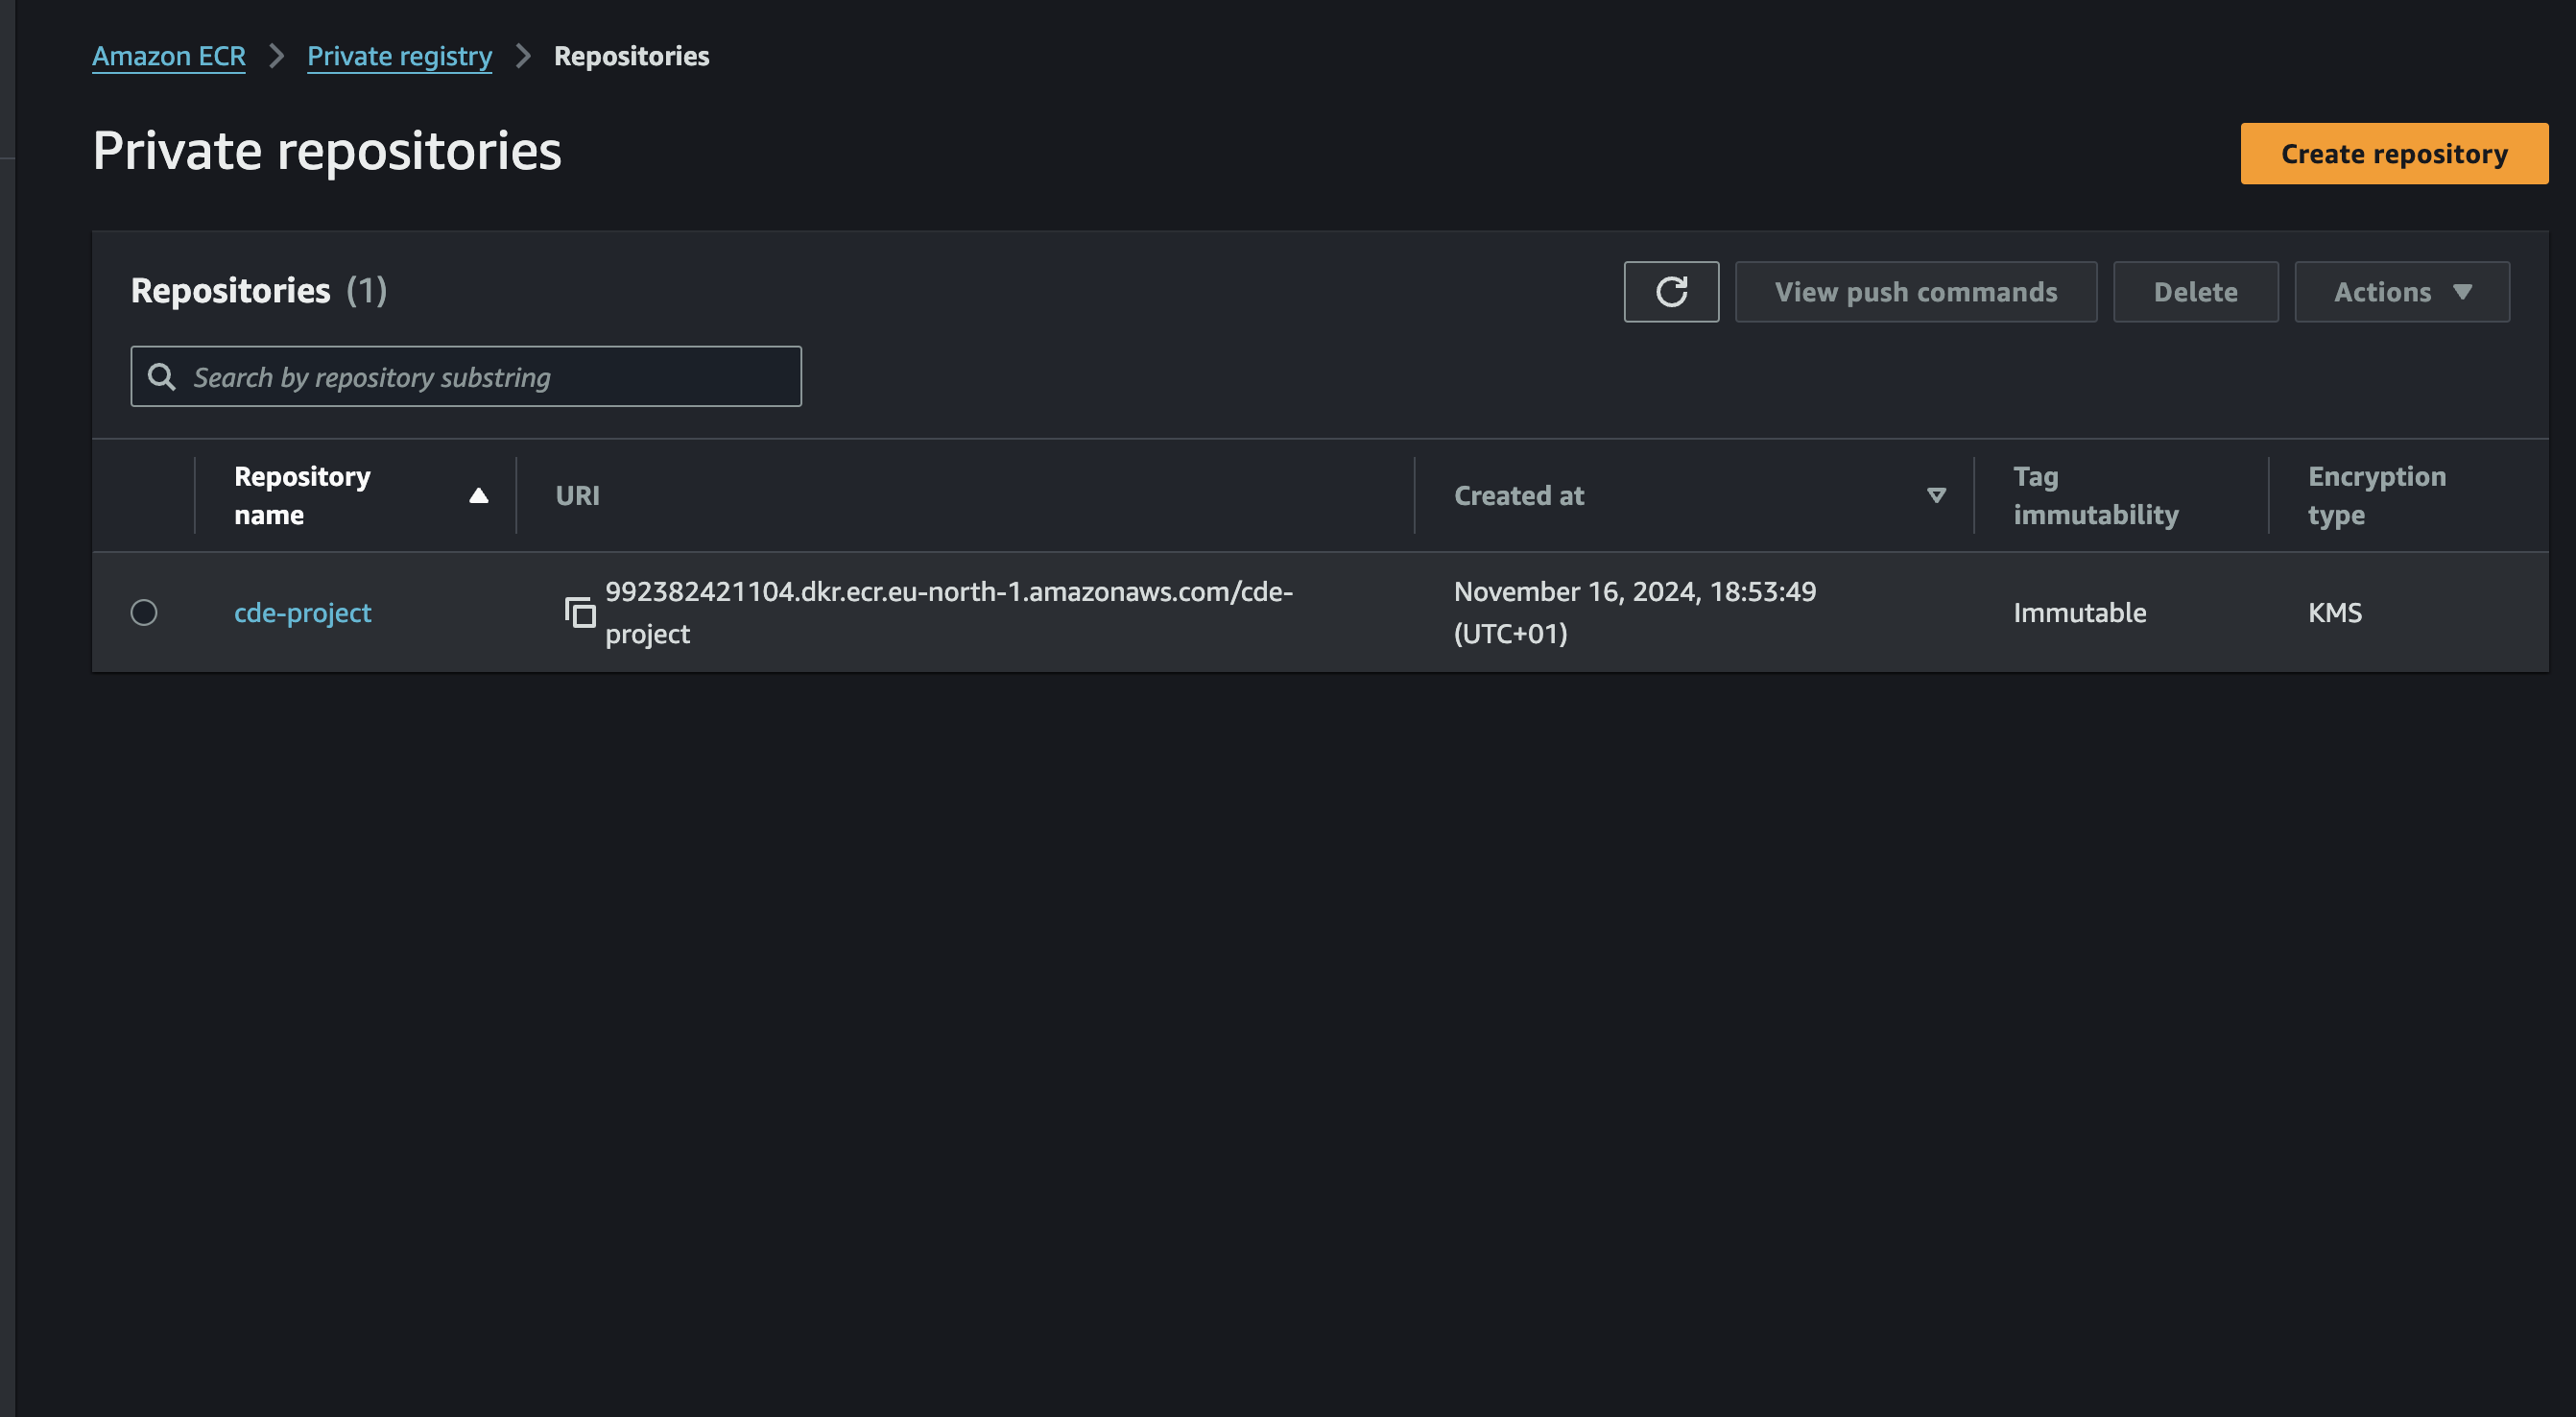 Amazon ECR > Private registry > Repositories
Private repositories
Create repository
Repositories (1)
View push commands
Delete
Actions
Search by repository substring
Repository
name
URI
Created at
Tag
immutability
Encryption
type
cde-project
992382421104.dkr.ecr.eu-north-1.amazonaws.com/cde-
project
November 16, 2024, 18:53:49
(UTC+01)
Immutable
KMS